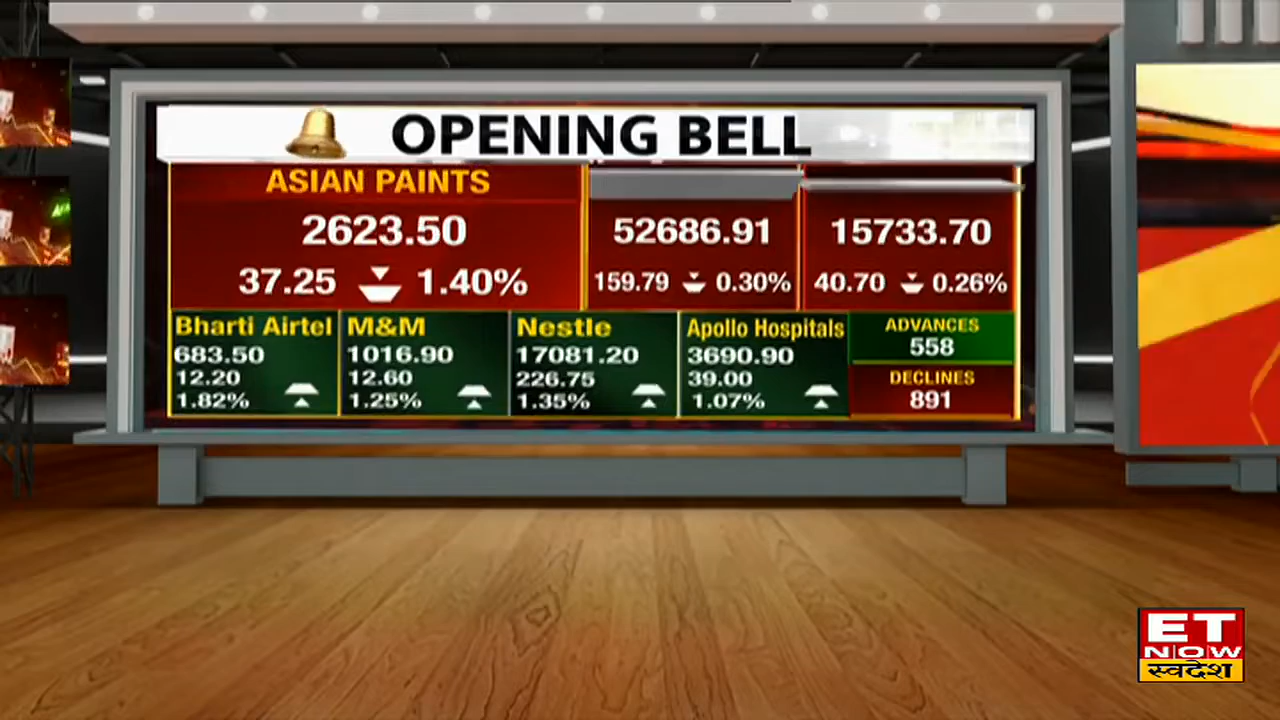 OPENING BELL
ASIAN PAINTS
2623.50
37.25 1.40%
52686.91
159.79 0.30%
15733.70
40.70 0.26%
Bharti Airtel
683.50
12.20
1.82%
M&M
1016.90
12.60
1.25%
Nestle
17081.20
226.75
1.35%
Apollo Hospitals
3690.90
39.00
1.07%
ADVANCES
558
DECLINES
891
ET
NOW
स्वदेश